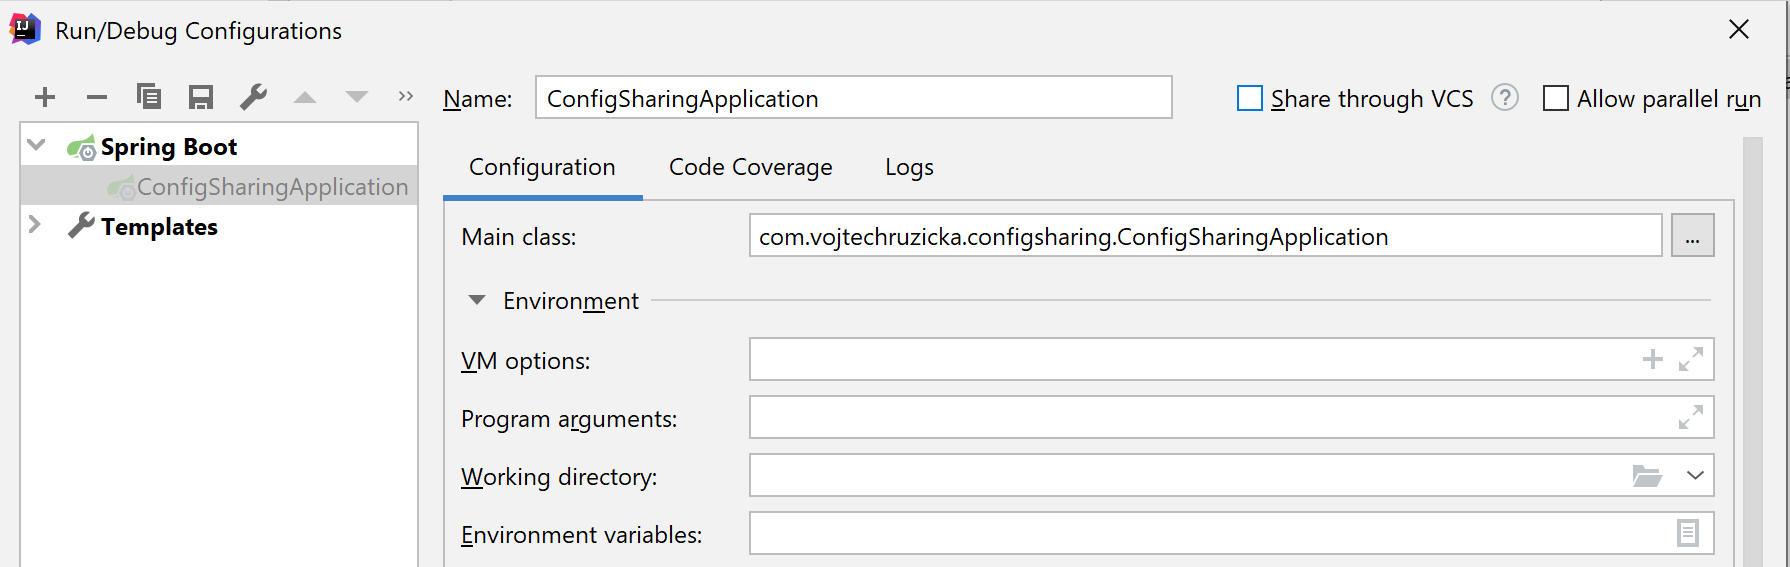 Run/Debug Configurations
Name: ConfigSharingApplication Share through VCS ? Allow parallel run
Spring Boot
ConfigSharingApplication
Templates
Configuration Code Coverage Logs
Main class: com.vojtechruzicka.configsharing.ConfigSharingApplication ...
Environment
VM options:
Program arguments:
Working directory:
Environment variables: